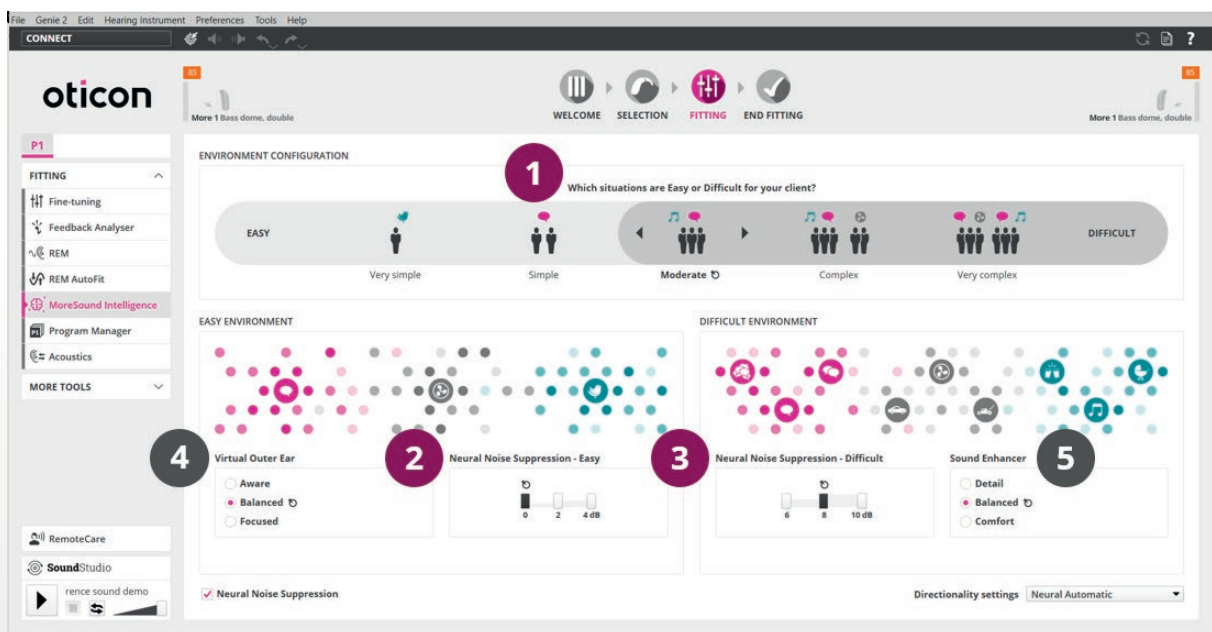 File Genie 2 Edit Hearing Instrument Preferences Tools Help
CONNECT
?
oticon
85
More 1 Bass dome, double
WELCOME SELECTION FITTING END FITTING
85
More 1 Bass dome, double
P1
FITTING
Fine-tuning
Feedback Analyser
REM
REM AutoFit
MoreSound Intelligence
P1 Program Manager
Acoustics
MORE TOOLS
RemoteCare
SoundStudio
rence sound demo
ENVIRONMENT CONFIGURATION
1
Which situations are Easy or Difficult for your client?
EASY
DIFFICULT
Very simple Simple Moderate Complex Very complex
EASY ENVIRONMENT
DIFFICULT ENVIRONMENT
4
Virtual Outer Ear
Aware
Balanced
Focused
2
Neural Noise Suppression - Easy
0 2 4 dB
3
Neural Noise Suppression - Difficult
6 8 10 dB
Sound Enhancer
5
Detail
Balanced
Comfort
Neural Noise Suppression
Directionality settings Neural Automatic